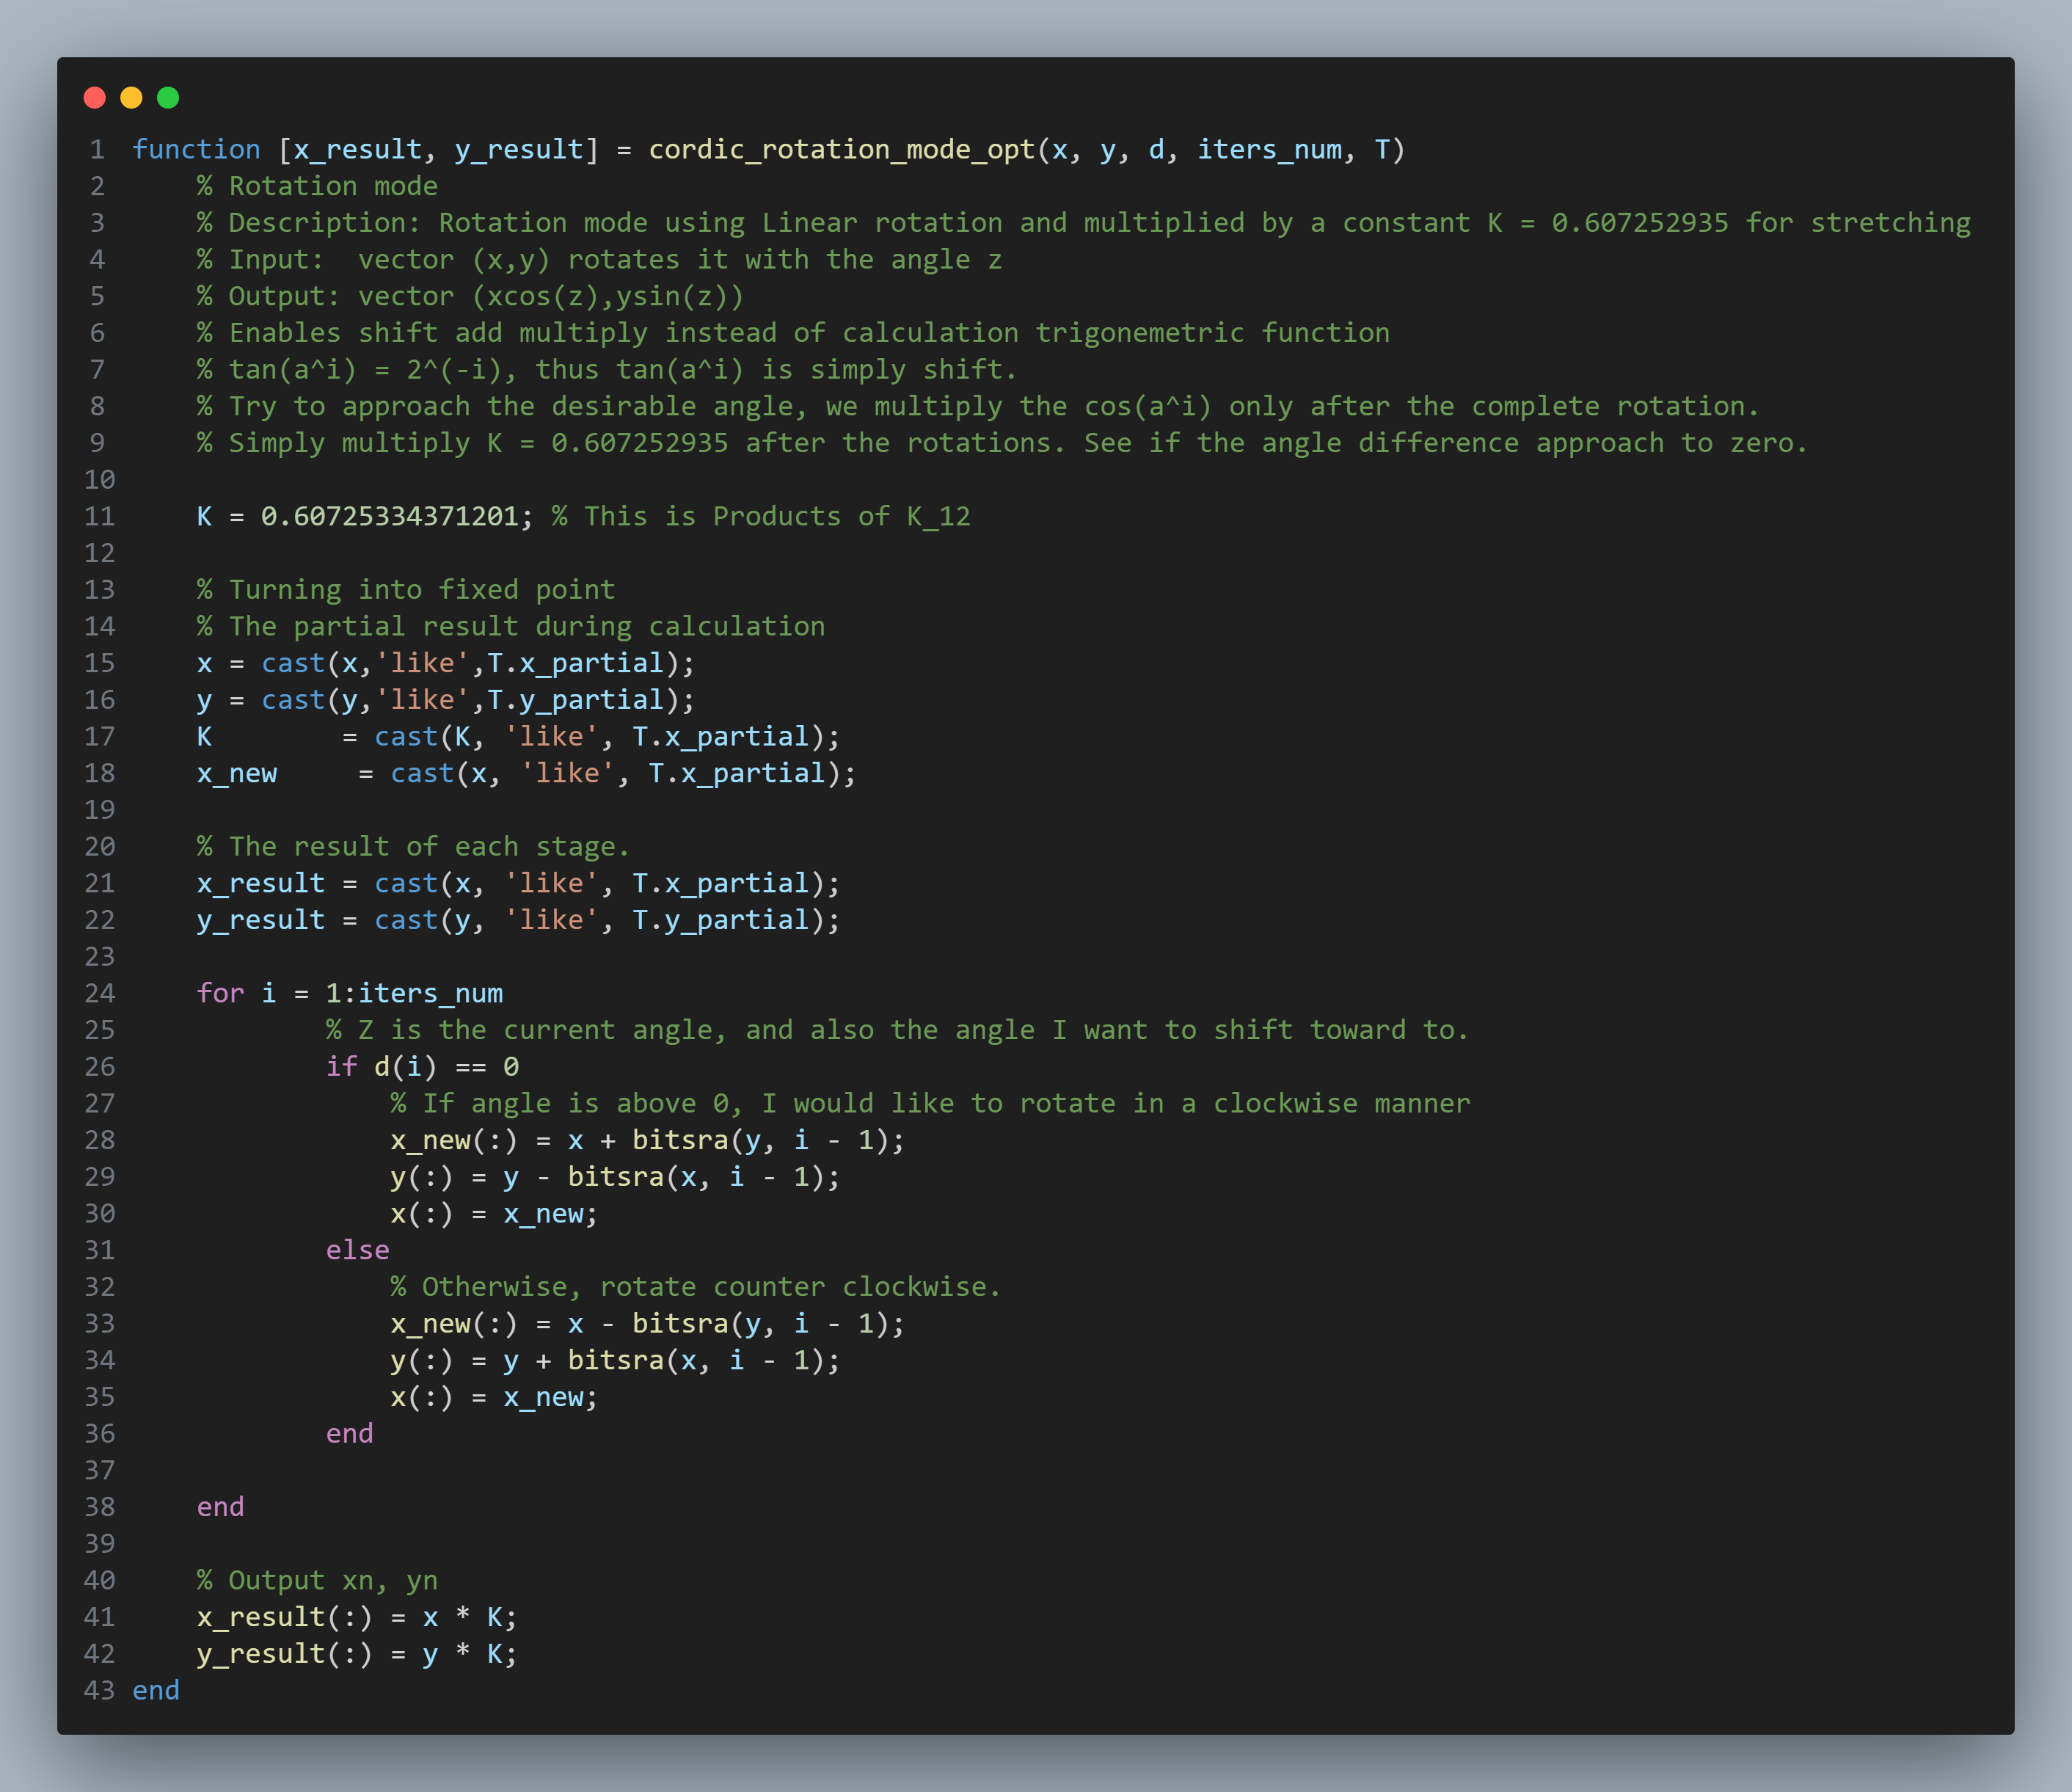 1 function [x_result, y_result] = cordic_rotation_mode_opt(x, y, d, iters_num, T)
2     % Rotation mode
3     % Description: Rotation mode using Linear rotation and multiplied by a constant K = 0.607252935 for stretching
4     % Input:  vector (x,y) rotates it with the angle z
5     % Output: vector (xcos(z),ysin(z))
6     % Enables shift add multiply instead of calculation trigonemetric function
7     % tan(a^i) = 2^(-i), thus tan(a^i) is simply shift.
8     % Try to approach the desirable angle, we multiply the cos(a^i) only after the complete rotation.
9     % Simply multiply K = 0.607252935 after the rotations. See if the angle difference approach to zero.
10
11     K = 0.60725334371201; % This is Products of K_12
12
13     % Turning into fixed point
14     % The partial result during calculation
15     x = cast(x,'like',T.x_partial);
16     y = cast(y,'like',T.y_partial);
17     K        = cast(K, 'like', T.x_partial);
18     x_new     = cast(x, 'like', T.x_partial);
19
20     % The result of each stage.
21     x_result = cast(x, 'like', T.x_partial);
22     y_result = cast(y, 'like', T.y_partial);
23
24     for i = 1:iters_num
25             % Z is the current angle, and also the angle I want to shift toward to.
26             if d(i) == 0
27                 % If angle is above 0, I would like to rotate in a clockwise manner
28                 x_new(:) = x + bitsra(y, i - 1);
29                 y(:) = y - bitsra(x, i - 1);
30                 x(:) = x_new;
31             else
32                 % Otherwise, rotate counter clockwise.
33                 x_new(:) = x - bitsra(y, i - 1);
34                 y(:) = y + bitsra(x, i - 1);
35                 x(:) = x_new;
36             end
37
38     end
39
40     % Output xn, yn
41     x_result(:) = x * K;
42     y_result(:) = y * K;
43 end